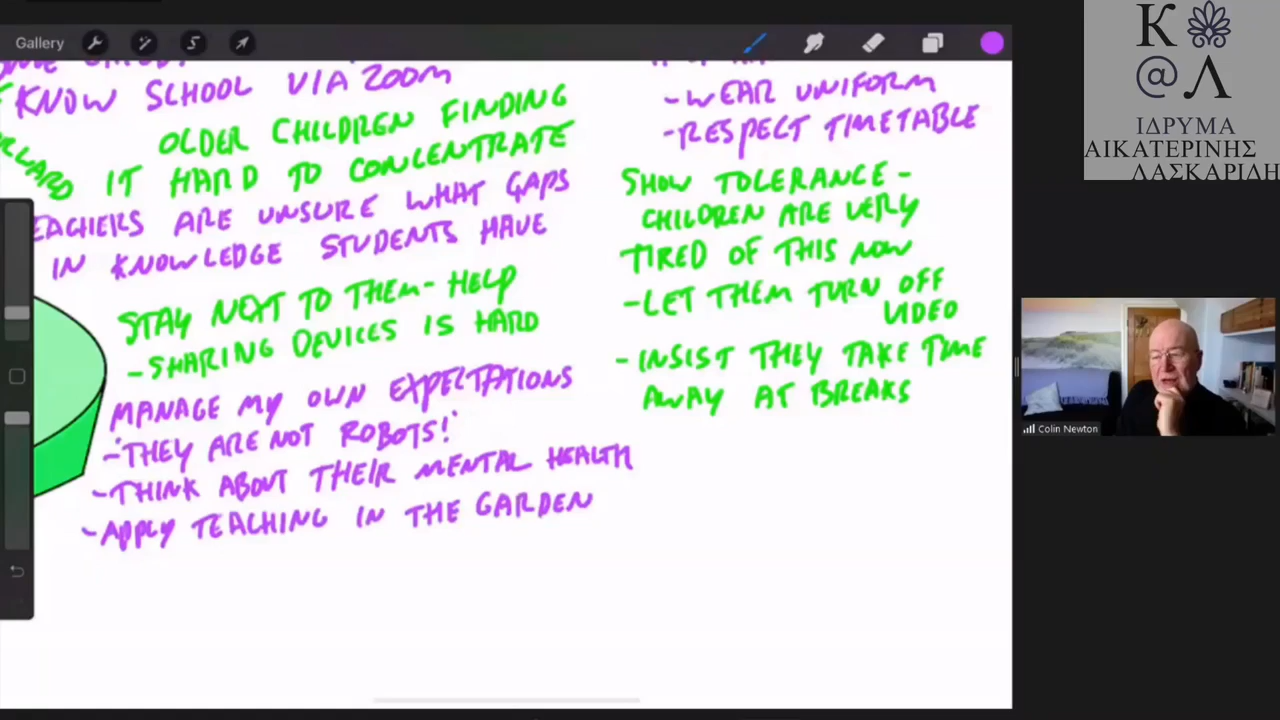 Gallery
KNOW SCHOOL VIA ZOOM
OLDER CHILDREN FINDING
IT HARD TO CONCENTRATE
TEACHERS ARE UNSURE WHAT GAPS
IN KNOWLEDGE STUDENTS HAVE
STAY NEXT TO THEM - HELP
- SHARING DEVICES IS HARD
MANAGE MY OWN EXPECTATIONS
- 'THEY ARE NOT ROBOTS!'
- THINK ABOUT THEIR MENTAL HEALTH
- APPLY TEACHING IN THE GARDEN
- WEAR UNIFORM
- RESPECT TIMETABLE
SHOW TOLERANCE -
CHILDREN ARE VERY
TIRED OF THIS NOW
- LET THEM TURN OFF
VIDEO
- INSIST THEY TAKE TIME
AWAY AT BREAKS
Κ
@ Λ
ΙΔΡΥΜΑ
ΑΙΚΑΤΕΡΙΝΗΣ
ΛΑΣΚΑΡΙΔΗ
Colin Newton